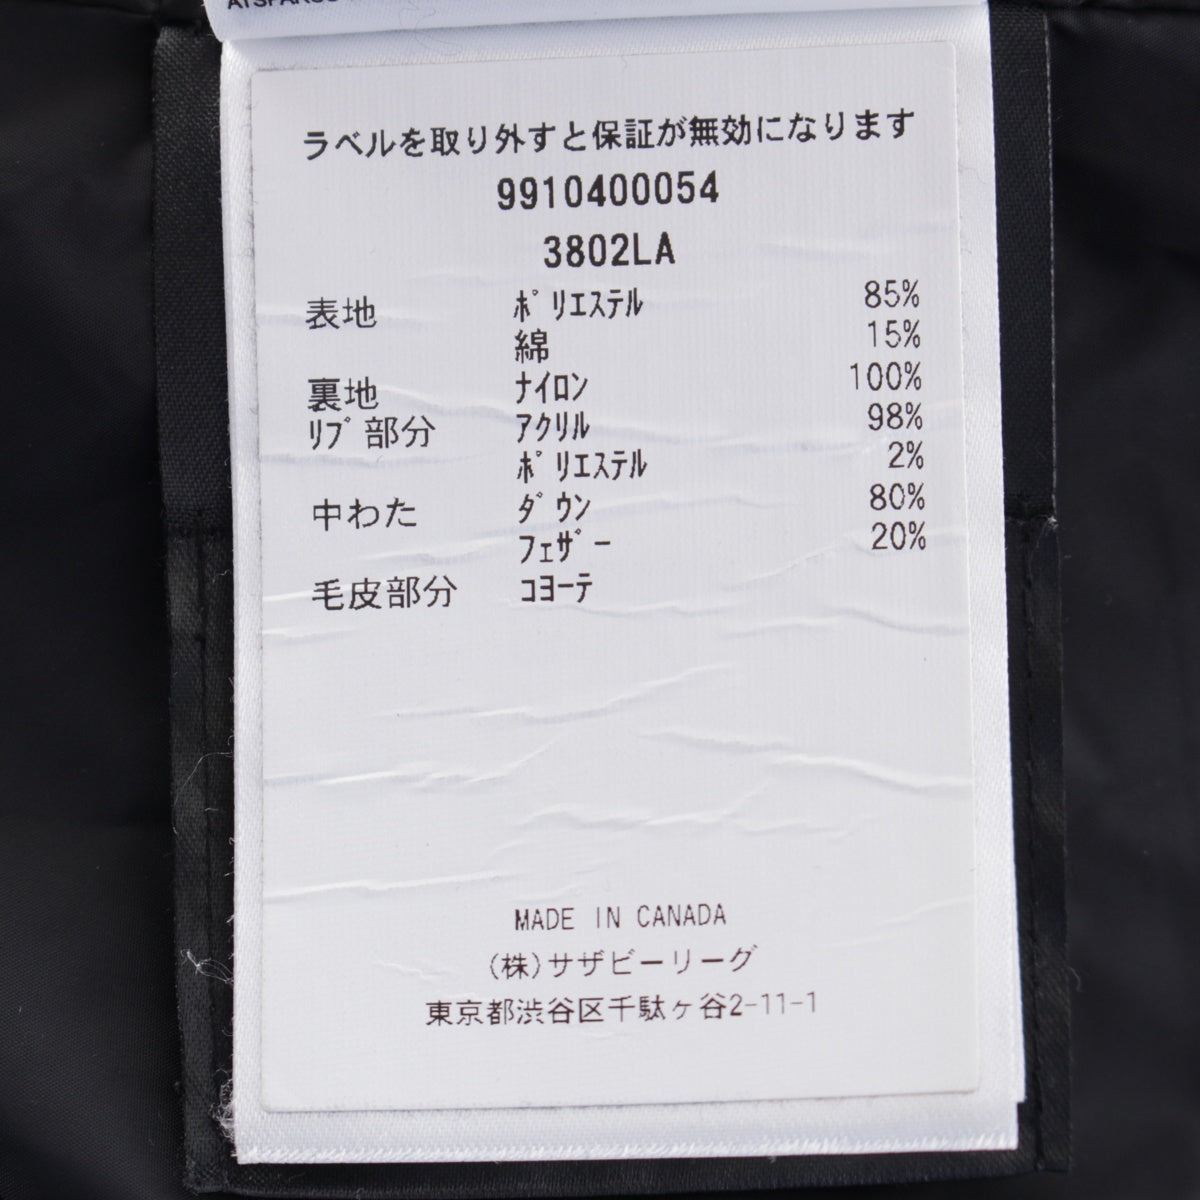 ラベルを取り外すと保証が無効になります
9910400054
3802LA
表地 ポリエステル 85%
綿 15%
裏地 ナイロン 100%
リブ部分 アクリル 98%
ポリエステル 2%
中わた ダウン 80%
フェザー 20%
毛皮部分 コヨーテ
MADE IN CANADA
(株)サザビーリーグ
東京都渋谷区千駄ヶ谷2-11-1